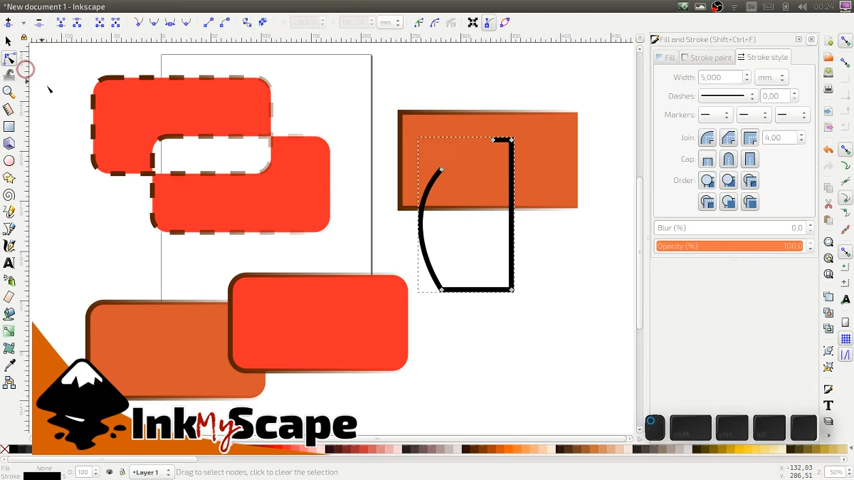 *New document 1 - Inkscape
00:24
mm
Fill and Stroke (Shift+Ctrl+F)
Fill
Stroke paint
Stroke style
Width:
5,000
mm
Dashes:
0,00
Markers:
Join:
4,00
Cap:
Order:
Blur (%)
0,0
Opacity (%)
100,0
InkMyScape
Fill:
None
Stroke:
O:
100
Layer 1
Drag to select nodes, click to clear the selection
X: -132,03
Y: 286,51
Z:
50%